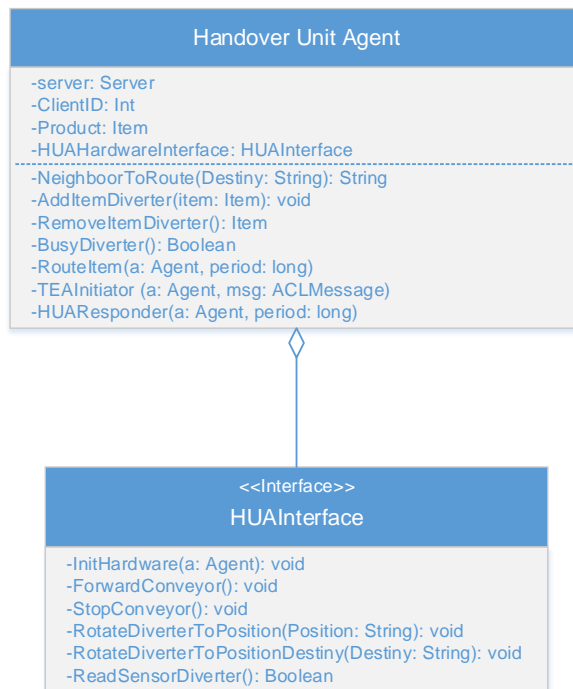 Handover Unit Agent
-server: Server
-ClientID: Int
-Product: Item
-HUAHardwareInterface: HUAInterface
-NeighboorToRoute(Destiny: String): String
-AddItemDiverter(item: Item): void
-RemoveItemDiverter(): Item
-BusyDiverter(): Boolean
-RouteItem(a: Agent, period: long)
-TEAInitiator (a: Agent, msg: ACLMessage)
-HUAResponder(a: Agent, period: long)
<<Interface>>
HUAInterface
-InitHardware(a: Agent): void
-ForwardConveyor(): void
-StopConveyor(): void
-RotateDiverterToPosition(Position: String): void
-RotateDiverterToPositionDestiny(Destiny: String): void
-ReadSensorDiverter(): Boolean